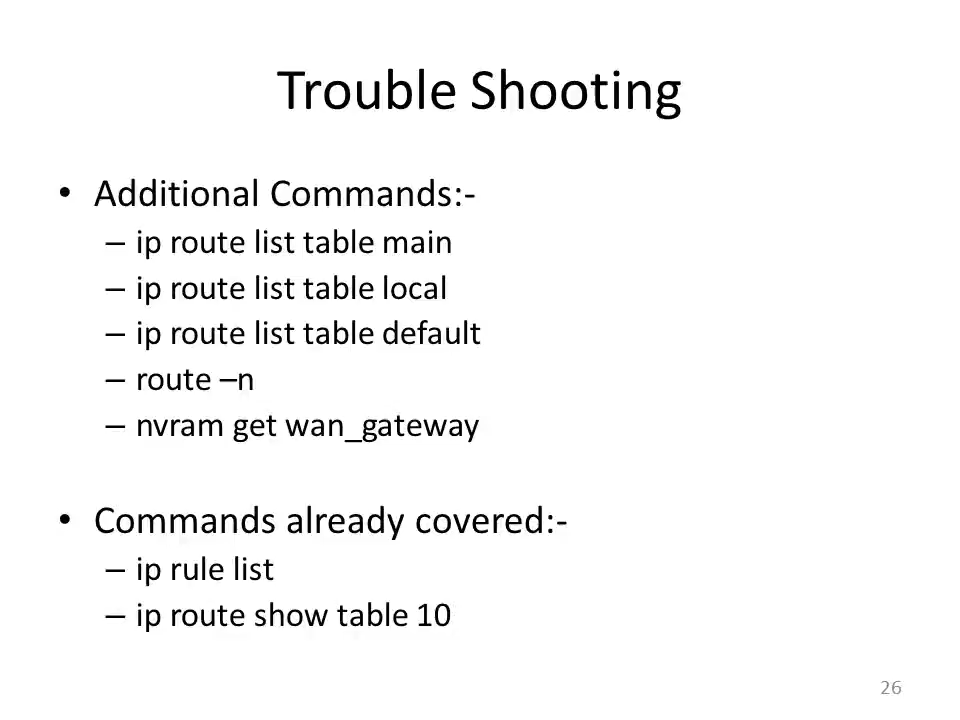 Trouble Shooting
• Additional Commands:-
– ip route list table main
– ip route list table local
– ip route list table default
– route –n
– nvram get wan_gateway
• Commands already covered:-
– ip rule list
– ip route show table 10
26